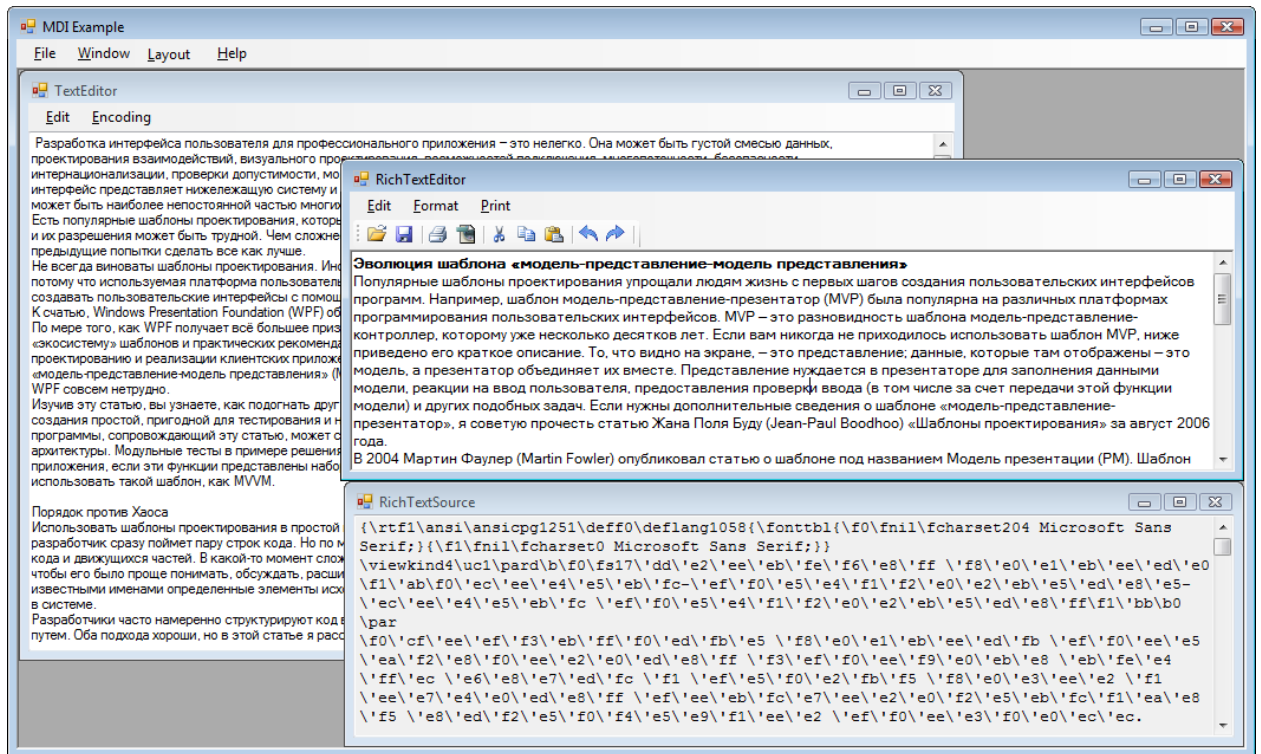 MDI Example
File Window Layout Help
TextEditor
Edit Encoding
Разработка интерфейса пользователя для профессионального приложения – это нелегко. Она может быть густой смесью данных,
проектирования взаимодействий, визуального проектирования, возможностей подключения, многопоточности, безопасности,
интернационализации, проверки допустимости, мо
интерфейс представляет нижележащую систему и
может быть наиболее непостоянной частью многих
Есть популярные шаблоны проектирования, которы
и их разрешения может быть трудной. Чем сложне
предыдущие попытки сделать все как лучше.
Не всегда виноваты шаблоны проектирования. Ино
потому что используемая платформа пользователь
создавать пользовательские интерфейсы с помощ
К счатью, Windows Presentation Foundation (WPF) об
По мере того, как WPF получает всё большее приз
«экосистему» шаблонов и практических рекоменда
проектированию и реализации клиентских приложе
«модель-представление-модель представления» (М
WPF совсем нетрудно.
Изучив эту статью, вы узнаете, как подогнать друг
создания простой, пригодной для тестирования и н
программы, сопровождающий эту статью, может с
архитектуры. Модульные тесты в примере решения
приложения, если эти функции представлены набо
использовать такой шаблон, как MVVM.
Порядок против Хаоса
Использовать шаблоны проектирования в простой
разработчик сразу поймет пару строк кода. Но по м
кода и движущихся частей. В какой-то момент слож
чтобы его было проще понимать, обсуждать, расши
известными именами определенные элементы исхо
в системе.
Разработчики часто намеренно структурируют код в
путем. Оба подхода хороши, но в этой статье я расс
RichTextEditor
Edit Format Print
Эволюция шаблона «модель-представление-модель представления»
Популярные шаблоны проектирования упрощали людям жизнь с первых шагов создания пользовательских интерфейсов
программ. Например, шаблон модель-представление-презентатор (MVP) была популярна на различных платформах
программирования пользовательских интерфейсов. MVP – это разновидность шаблона модель-представление-
контроллер, которому уже несколько десятков лет. Если вам никогда не приходилось использовать шаблон MVP, ниже
приведено его краткое описание. То, что видно на экране, – это представление; данные, которые там отображены – это
модель, а презентатор объединяет их вместе. Представление нуждается в презентаторе для заполнения данными
модели, реакции на ввод пользователя, предоставления проверки ввода (в том числе за счет передачи этой функции
модели) и других подобных задач. Если нужны дополнительные сведения о шаблоне «модель-представление-
презентатор», я советую прочесть статью Жана Поля Буду (Jean-Paul Boodhoo) «Шаблоны проектирования» за август 2006
года.
В 2004 Мартин Фаулер (Martin Fowler) опубликовал статью о шаблоне под названием Модель презентации (PM). Шаблон
RichTextSource
{\rtf1\ansi\ansicpg1251\deff0\deflang1058{\fonttbl{\f0\fnil\fcharset204 Microsoft Sans
Serif;}{\f1\fnil\fcharset0 Microsoft Sans Serif;}}
\viewkind4\uc1\pard\b\f0\fs17\'dd\'e2\'ee\'eb\'fe\'f6\'e8\'ff \'f8\'e0\'e1\'eb\'ee\'ed\'e0
\f1\'ab\f0\'ec\'ee\'e4\'e5\'eb\'fc-\'ef\'f0\'e5\'e4\'f1\'f2\'e0\'e2\'eb\'e5\'ed\'e8\'e5-
\'ec\'ee\'e4\'e5\'eb\'fc \'ef\'f0\'e5\'e4\'f1\'f2\'e0\'e2\'eb\'e5\'ed\'e8\'ff\f1\'bb\b0
\par
\f0\'cf\'ee\'ef\'f3\'eb\'ff\'f0\'ed\'fb\'e5 \'f8\'e0\'e1\'eb\'ee\'ed\'fb \'ef\'f0\'ee\'e5
\'ea\'f2\'e8\'f0\'ee\'e2\'e0\'ed\'e8\'ff \'f3\'ef\'f0\'ee\'f9\'e0\'eb\'e8 \'eb\'fe\'e4
\'ff\'ec \'e6\'e8\'e7\'ed\'fc \'f1 \'ef\'e5\'f0\'e2\'fb\'f5 \'f8\'e0\'e3\'ee\'e2 \'f1
\'ee\'e7\'e4\'e0\'ed\'e8\'ff \'ef\'ee\'eb\'fc\'e7\'ee\'e2\'e0\'f2\'e5\'eb\'fc\'f1\'ea\'e8
\'f5 \'e8\'ed\'f2\'e5\'f0\'f4\'e5\'e9\'f1\'ee\'e2 \'ef\'f0\'ee\'e3\'f0\'e0\'ec\'ec.